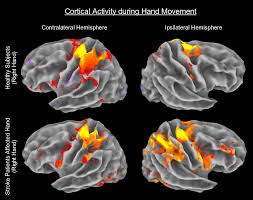 Cortical Activity during Hand Movement
Contralateral Hemisphere
Ipsilateral Hemisphere
Healthy Subjects
(Right Hand)
Stroke Patients Affected Hand
(Right Hand)